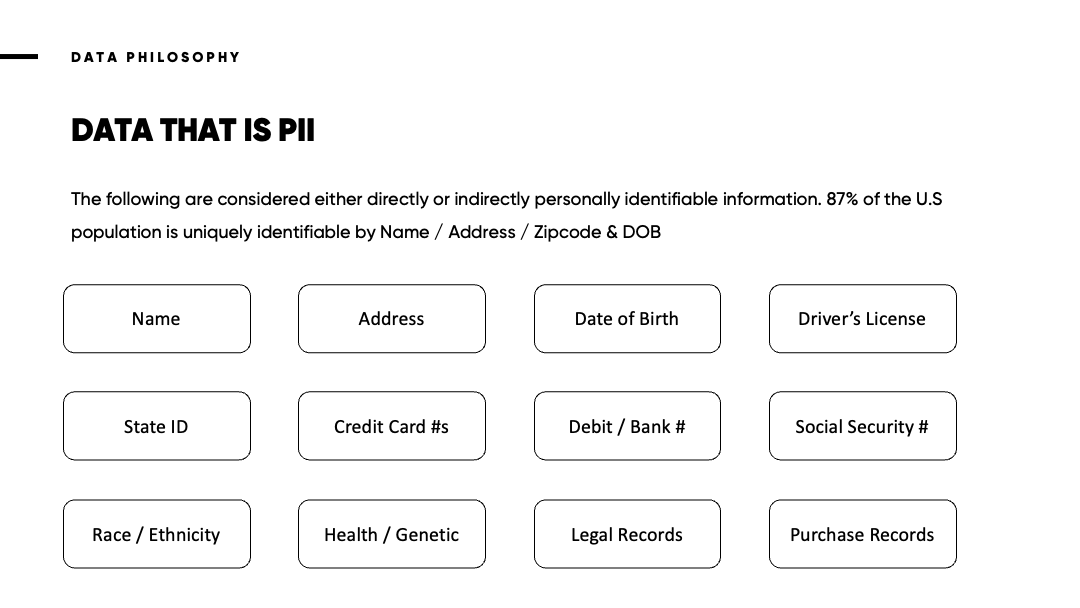 DATA PHILOSOPHY
DATA THAT IS PII
The following are considered either directly or indirectly personally identifiable information. 87% of the U.S
population is uniquely identifiable by Name / Address / Zipcode & DOB
Name
Address
Date of Birth
Driver’s License
State ID
Credit Card #s
Debit / Bank #
Social Security #
Race / Ethnicity
Health / Genetic
Legal Records
Purchase Records